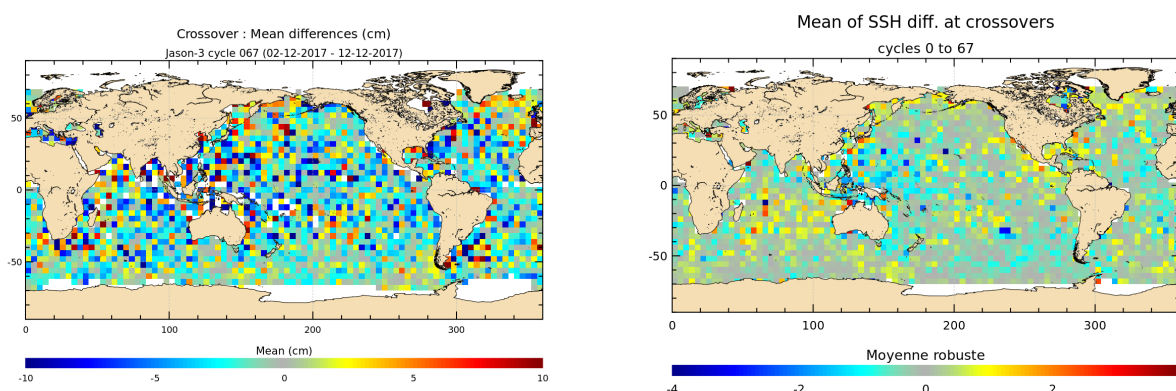 Crossover : Mean differences (cm)
Jason-3 cycle 067 (02-12-2017 - 12-12-2017)
50
0
-50
0 100 200 300
Mean (cm)
-10 -5 0 5 10
Mean of SSH diff. at crossovers
cycles 0 to 67
50
0
-50
0 100 200 300
Moyenne robuste
-4 -2 0 2